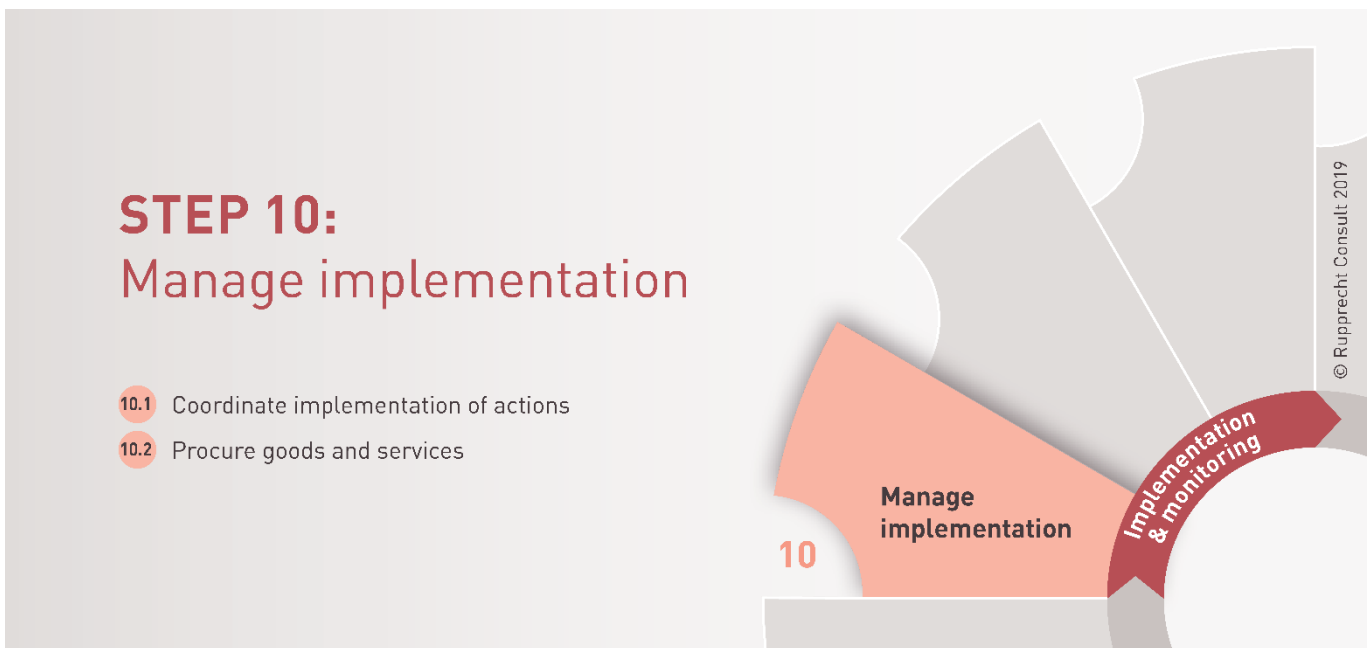 STEP 10:
Manage implementation
10.1 Coordinate implementation of actions
10.2 Procure goods and services
Manage
implementation
10
Implementation
& monitoring
© Rupprecht Consult 2019